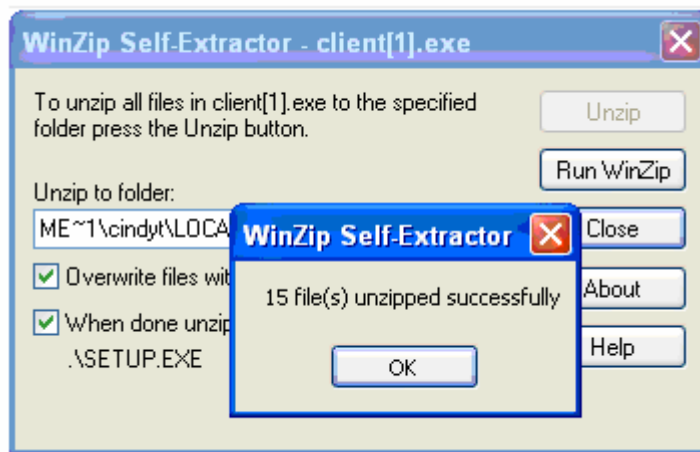 WinZip Self-Extractor - client[1].exe
To unzip all files in client[1].exe to the specified
folder press the Unzip button.
Unzip
Run WinZip
Unzip to folder:
ME~1\cindyt\LOCA
Close
Overwrite files wit
About
When done unzip
.\SETUP.EXE
Help
WinZip Self-Extractor
15 file(s) unzipped successfully
OK